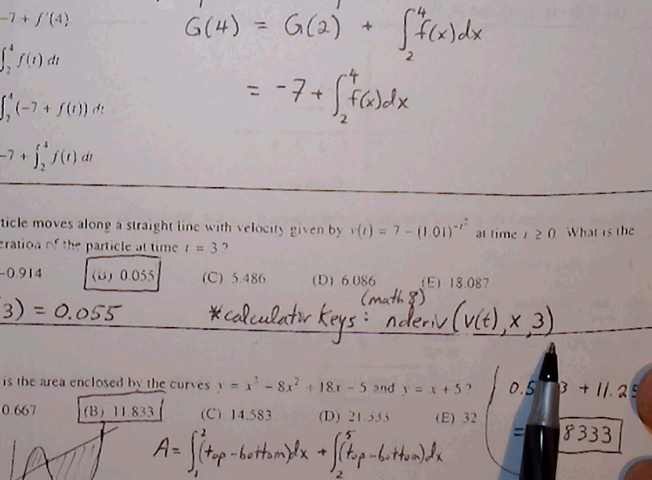 -7 + f'(4)
G(4) = G(2) + ∫₂⁴ f(x)dx
∫₂⁴ f(t) dt
= -7 + ∫₂⁴ f(x)dx
∫₂⁴ (-7 + f(t)) dt
-7 + ∫₂⁴ f(t) dt
ticle moves along a straight line with velocity given by v(t) = 7 − (1.01)^(−t²) at time t ≥ 0. What is the
eration of the particle at time t = 3?
-0.914 (B) 0.055 (C) 5.486 (D) 6.086 (E) 18.087
(math 8)
3) = 0.055 *calculator keys: nderiv(v(t), x, 3)
is the area enclosed by the curves y = x³ − 8x² + 18x − 5 and y = x + 5?
0.667 (B) 11.833 (C) 14.583 (D) 21.333 (E) 32
0.5 3 + 11.25
= 8333
A = ∫₁² (top-bottom)dx + ∫₂⁵ (top-bottom)dx